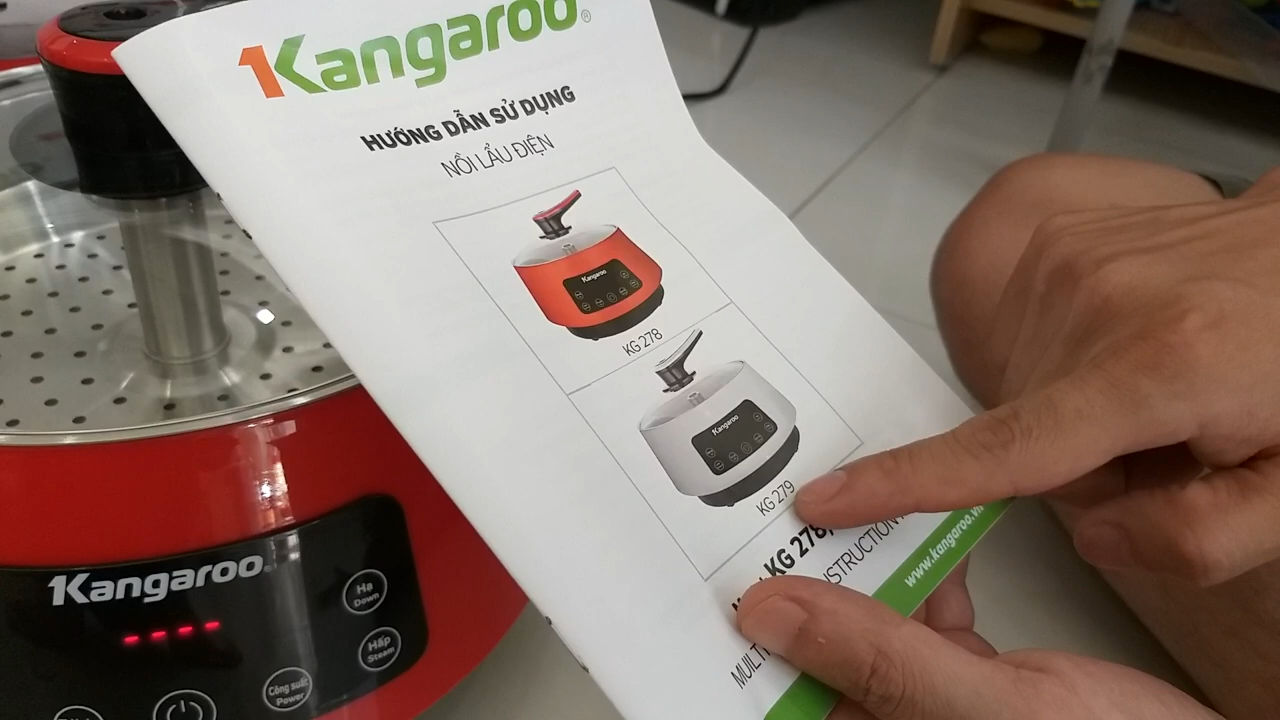 Kangaroo®
HƯỚNG DẪN SỬ DỤNG
NỒI LẨU ĐIỆN
Kangaroo
KG 278
Kangaroo
KG 279
KG 278,
www.kangaroo.vn
Kangaroo
Hạ
Down
Hấp
Steam
Công suất
Power